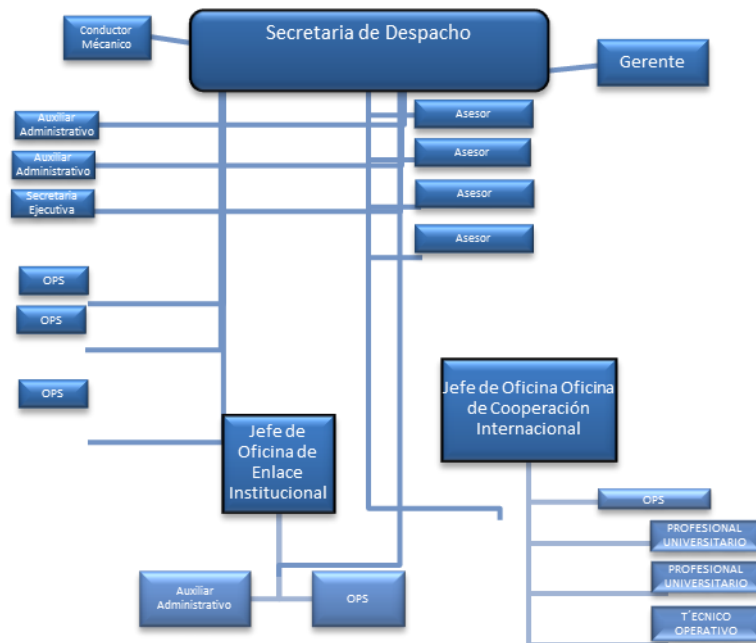 Secretaria de Despacho
Conductor
Mécanico
Gerente
Auxiliar
Administrativo
Auxiliar
Administrativo
Secretaria
Ejecutiva
Asesor
Asesor
Asesor
Asesor
OPS
OPS
OPS
Jefe de
Oficina de
Enlace
Institucional
Jefe de Oficina Oficina
de Cooperación
Internacional
OPS
PROFESIONAL
UNIVERSITARIO
PROFESIONAL
UNIVERSITARIO
T´ECNICO
OPERATIVO
Auxiliar
Administrativo
OPS